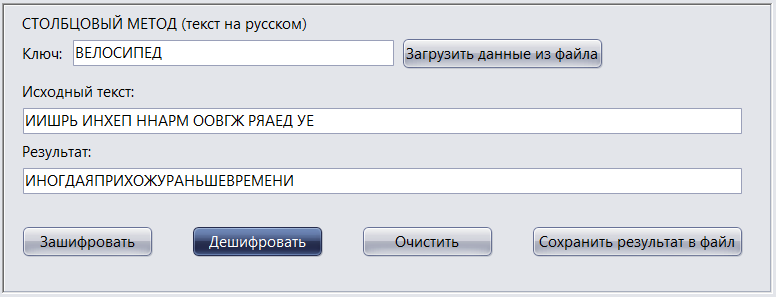 СТОЛБЦОВЫЙ МЕТОД (текст на русском)
Ключ: ВЕЛОСИПЕД Загрузить данные из файла
Исходный текст:
ИИШРЬ ИНХЕП ННАРМ ООВГЖ РЯАЕД УЕ
Результат:
ИНОГДАЯПРИХОЖУРАНЬШЕВРЕМЕНИ
Зашифровать Дешифровать Очистить Сохранить результат в файл